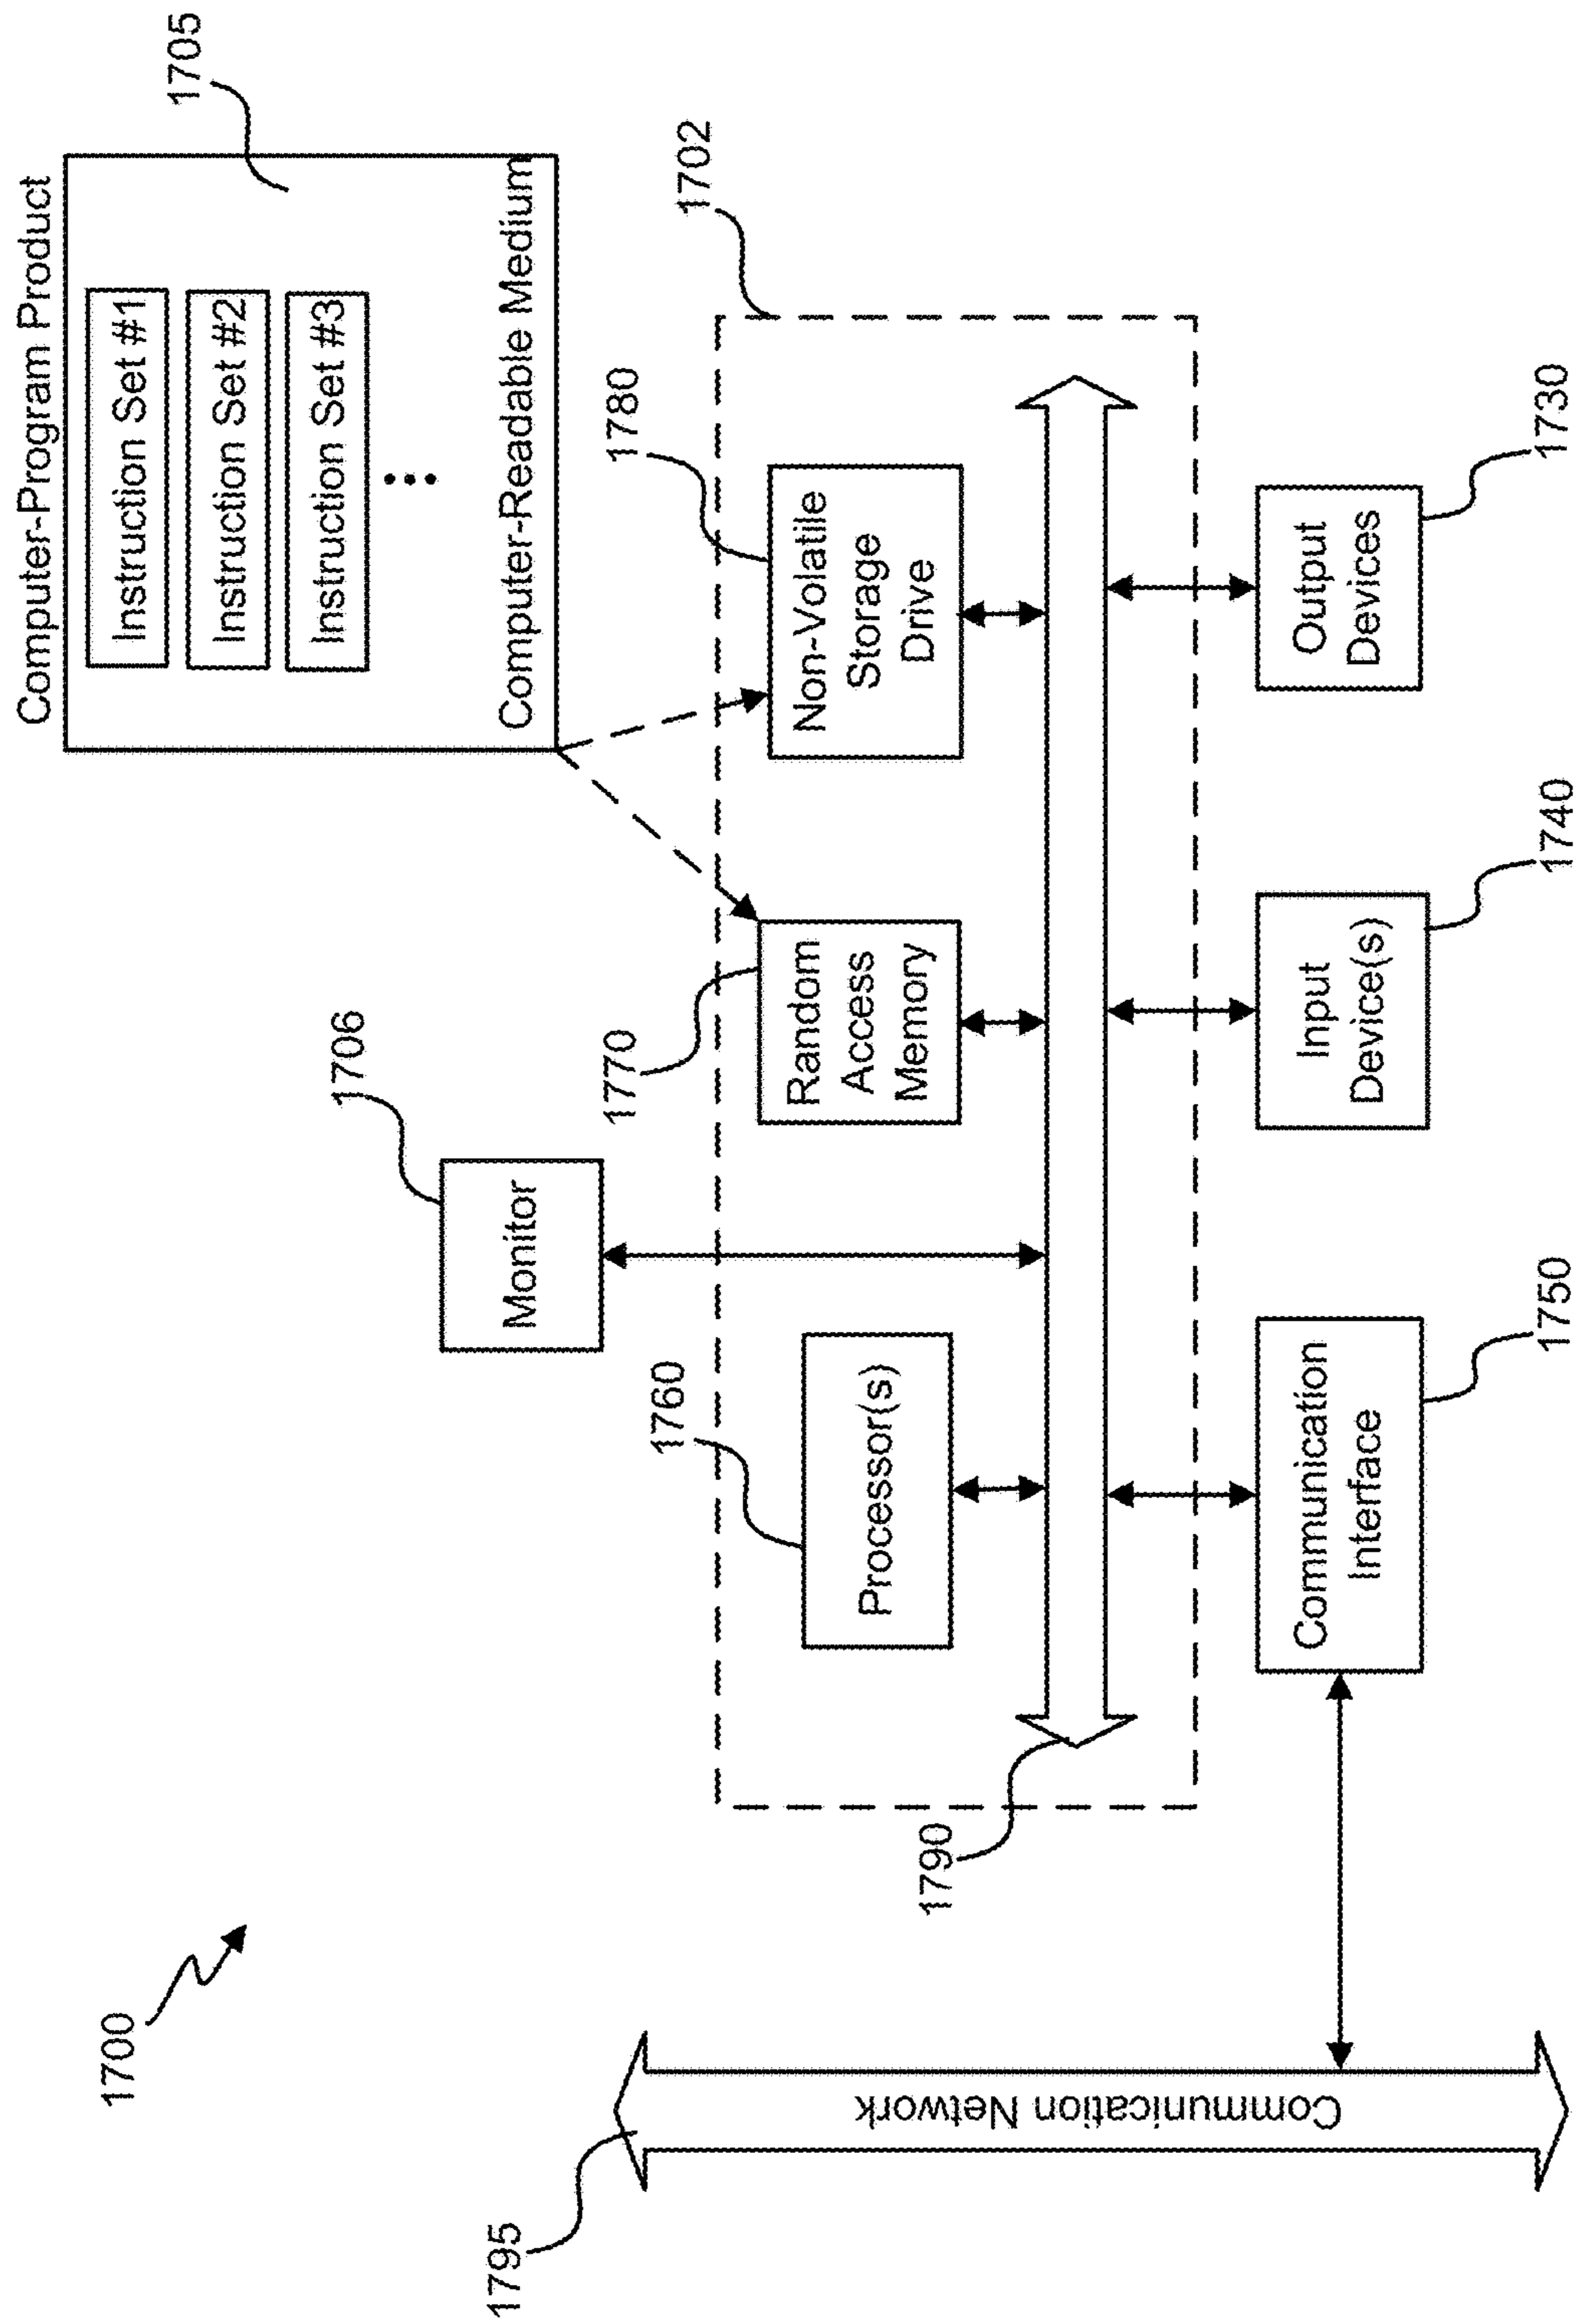 1700
Computer-Program Product
Instruction Set #1
Instruction Set #2
Instruction Set #3
Computer-Readable Medium
1705
1706
Monitor
1702
1760
Processor(s)
1770
Random
Access
Memory
1780
Non-Volatile
Storage
Drive
1790
1795
Communication Network
Communication
Interface
1750
Input
Device(s)
1740
Output
Devices
1730